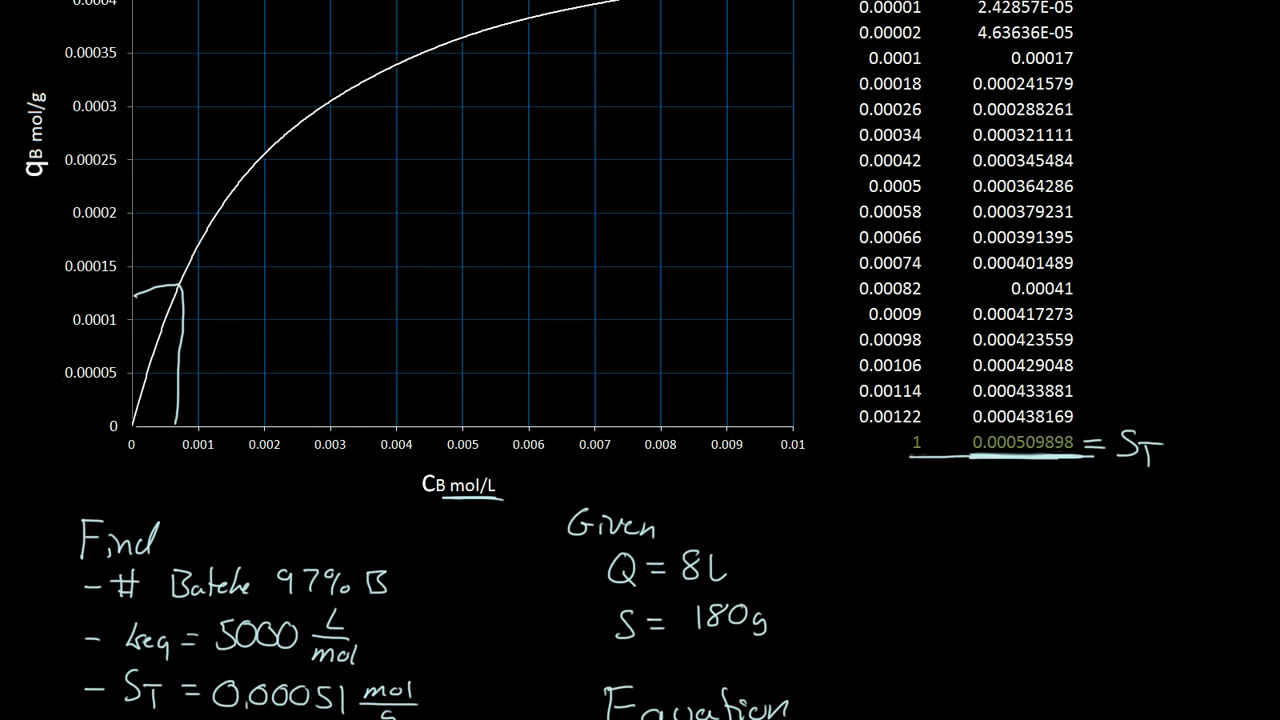 0.0004
0.00035
0.0003
0.00025
0.0002
0.00015
0.0001
0.00005
0
qB mol/g
0 0.001 0.002 0.003 0.004 0.005 0.006 0.007 0.008 0.009 0.01
CB mol/L
0.00001 2.42857E-05
0.00002 4.63636E-05
0.0001 0.00017
0.00018 0.000241579
0.00026 0.000288261
0.00034 0.000321111
0.00042 0.000345484
0.0005 0.000364286
0.00058 0.000379231
0.00066 0.000391395
0.00074 0.000401489
0.00082 0.00041
0.0009 0.000417273
0.00098 0.000423559
0.00106 0.000429048
0.00114 0.000433881
0.00122 0.000438169
1 0.000509898 = ST
Find
- # Batche 97% B
- keq = 5000 L/mol
- ST = 0,00051 mol/g
Given
Q = 8L
S = 180g
Equation